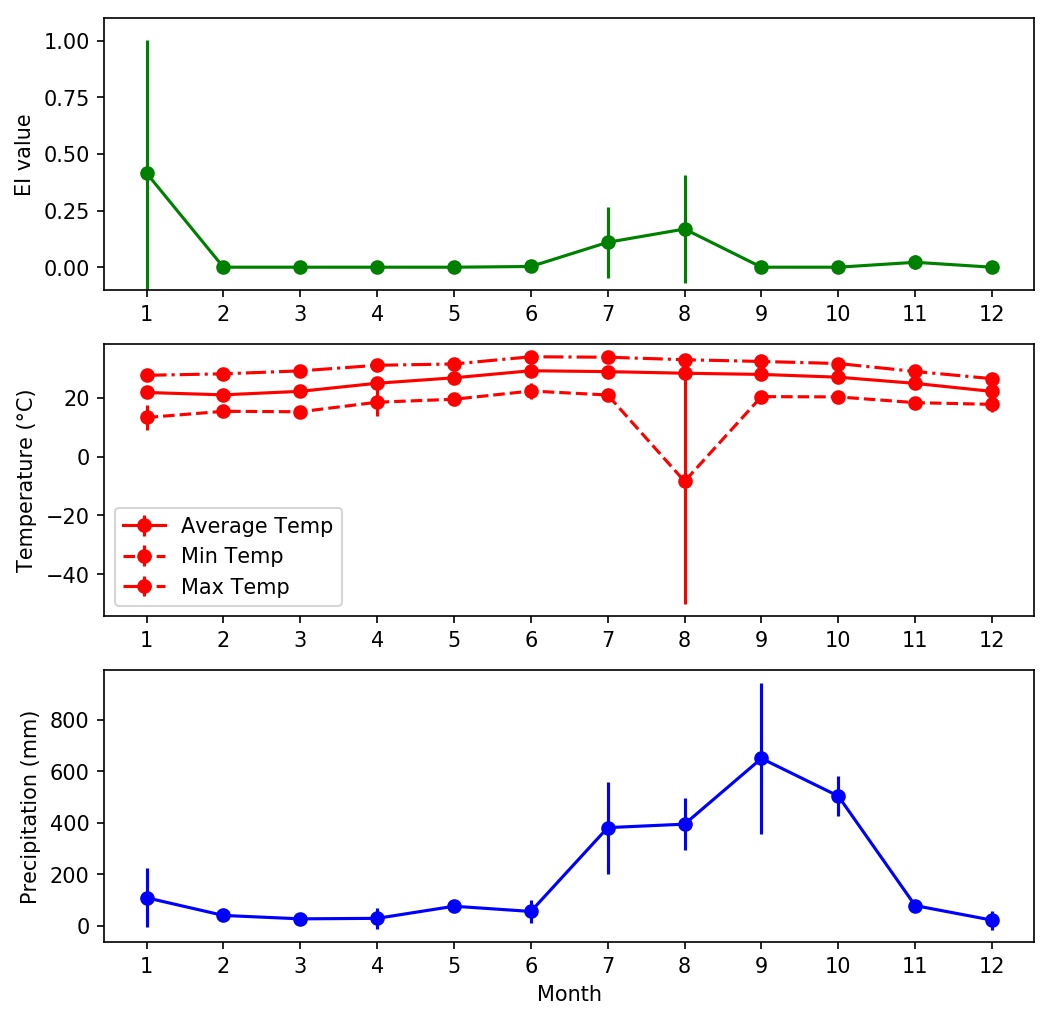 1.00
0.75
0.50
0.25
0.00
EI value
1 2 3 4 5 6 7 8 9 10 11 12
20
0
−20
−40
Temperature (°C)
Average Temp
Min Temp
Max Temp
1 2 3 4 5 6 7 8 9 10 11 12
800
600
400
200
0
Precipitation (mm)
1 2 3 4 5 6 7 8 9 10 11 12
Month